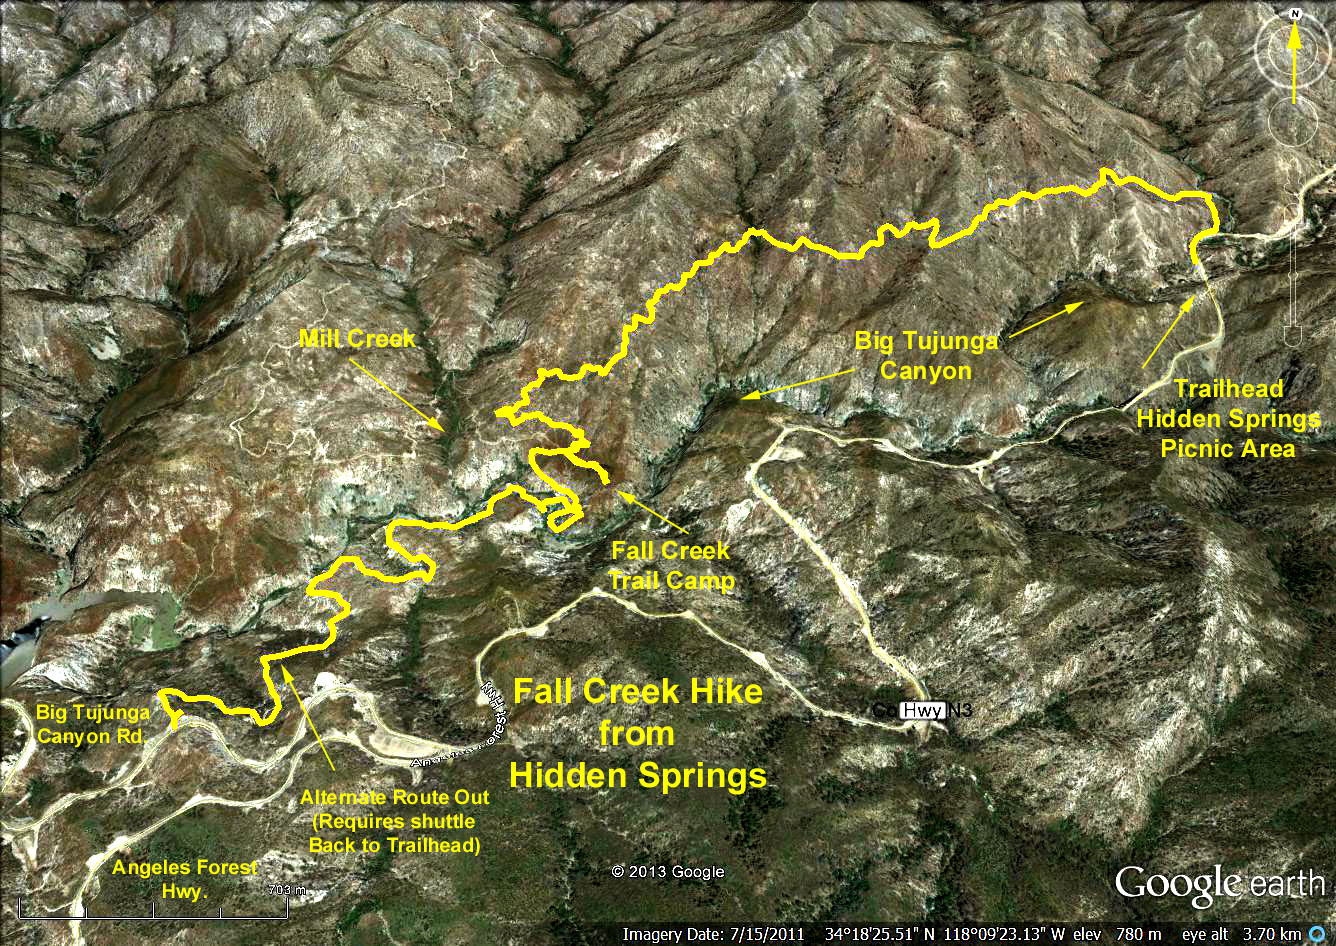 N
Mill Creek
Big Tujunga
Canyon
Trailhead
Hidden Springs
Picnic Area
Fall Creek
Trail Camp
Fall Creek Hike
from
Hidden Springs
Co Hwy N3
Big Tujunga
Canyon Rd.
Alternate Route Out
(Requires shuttle
Back to Trailhead)
Angeles Forest
Hwy.
703 m
© 2013 Google
Google earth
Imagery Date: 7/15/2011 34°18'25.51" N 118°09'23.13" W elev 780 m eye alt 3.70 km